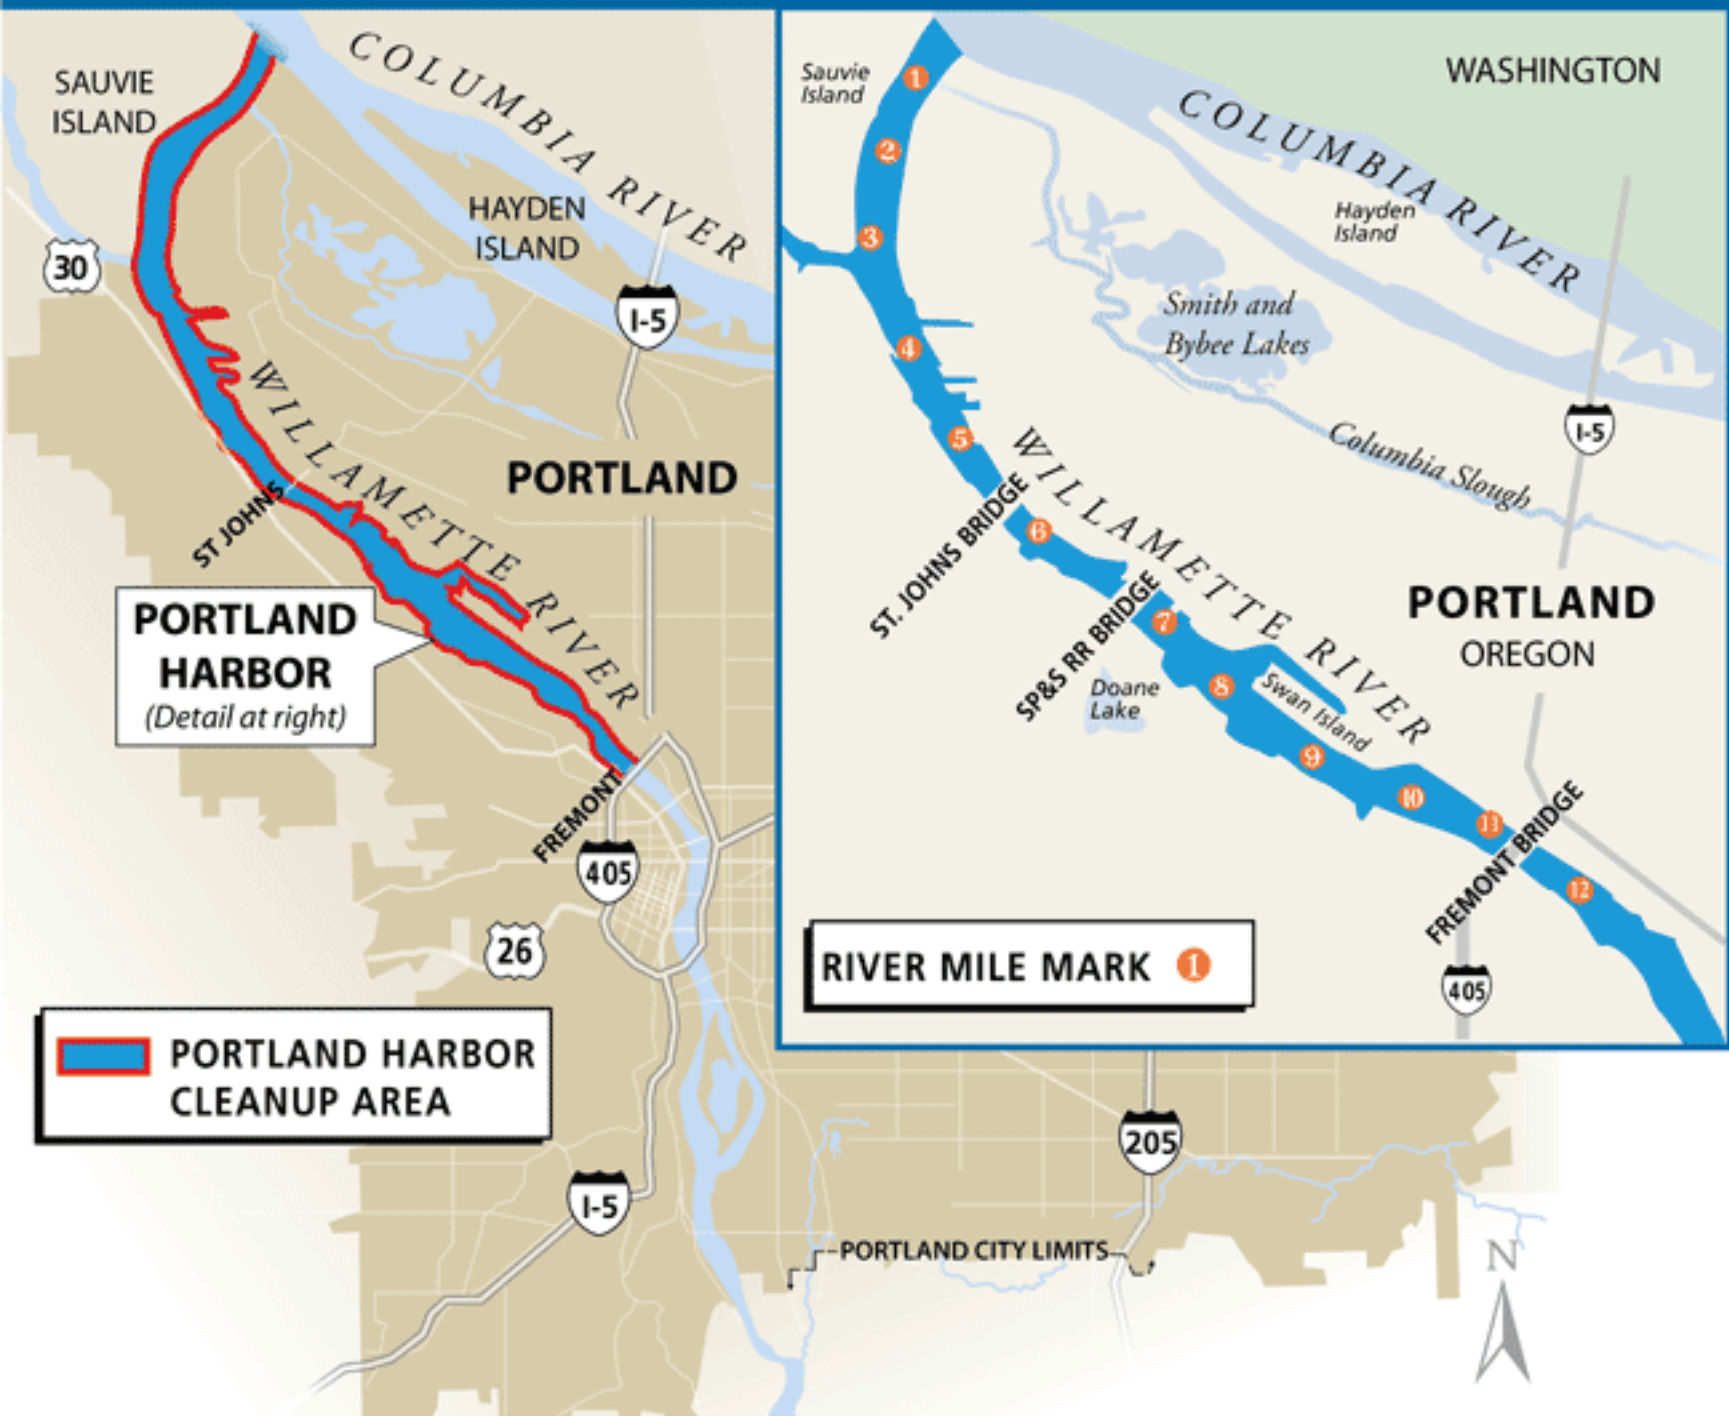 SAUVIE
ISLAND
COLUMBIA RIVER
HAYDEN
ISLAND
30
I-5
WILLAMETTE RIVER
PORTLAND
ST JOHNS
PORTLAND
HARBOR
(Detail at right)
FREMONT
405
26
PORTLAND HARBOR
CLEANUP AREA
I-5
205
PORTLAND CITY LIMITS
N
WASHINGTON
Sauvie
Island
1
COLUMBIA RIVER
2
Hayden
Island
3
Smith and
Bybee Lakes
4
I-5
5
Columbia Slough
WILLAMETTE RIVER
ST. JOHNS BRIDGE
6
PORTLAND
OREGON
SP&S RR BRIDGE
7
Doane
Lake
8
Swan Island
9
10
11
FREMONT BRIDGE
12
RIVER MILE MARK 1
405